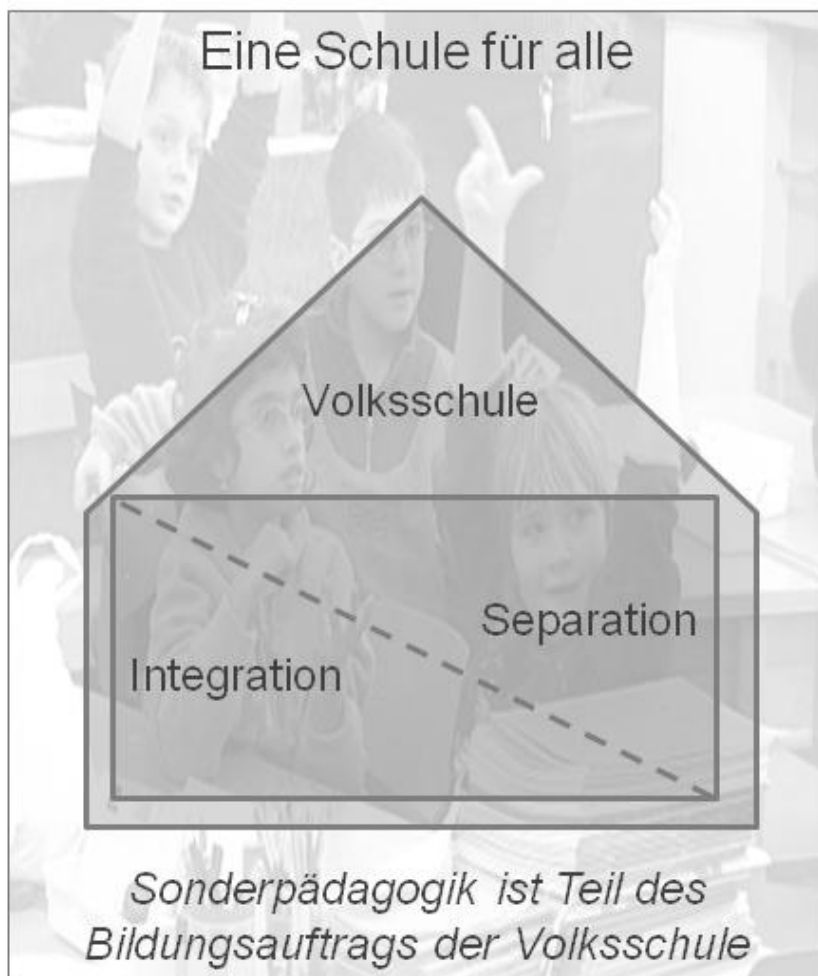 Eine Schule für alle
Volksschule
Separation
Integration
Sonderpädagogik ist Teil des
Bildungsauftrags der Volksschule